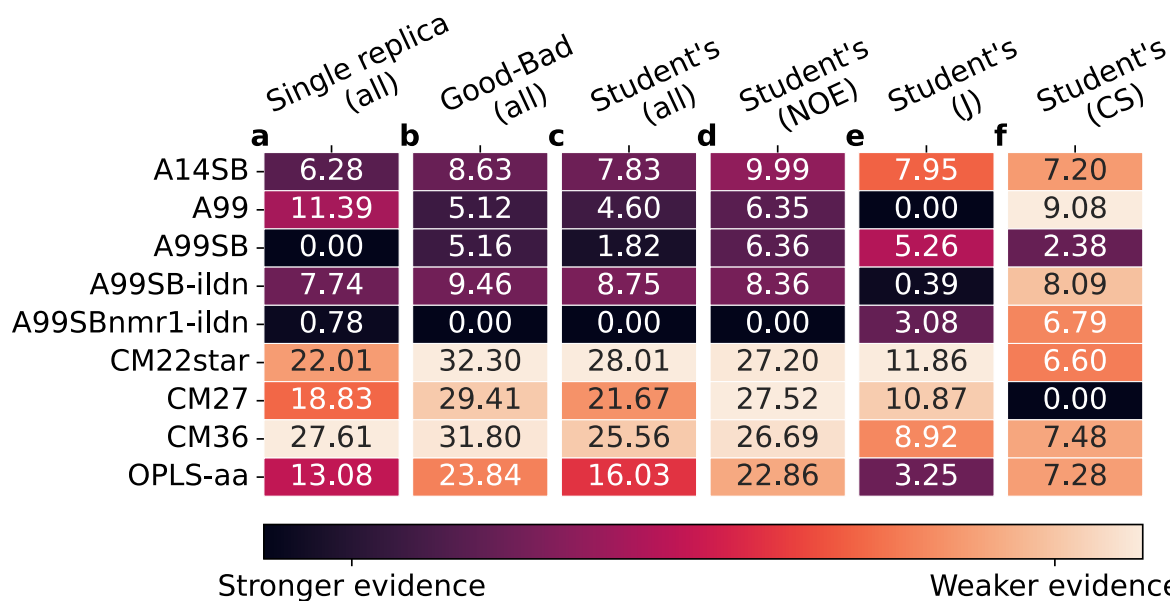 Single replica (all)
Good-Bad (all)
Student's (all)
Student's (NOE)
Student's (J)
Student's (CS)
a b c d e f
A14SB 6.28 8.63 7.83 9.99 7.95 7.20
A99 11.39 5.12 4.60 6.35 0.00 9.08
A99SB 0.00 5.16 1.82 6.36 5.26 2.38
A99SB-ildn 7.74 9.46 8.75 8.36 0.39 8.09
A99SBnmr1-ildn 0.78 0.00 0.00 0.00 3.08 6.79
CM22star 22.01 32.30 28.01 27.20 11.86 6.60
CM27 18.83 29.41 21.67 27.52 10.87 0.00
CM36 27.61 31.80 25.56 26.69 8.92 7.48
OPLS-aa 13.08 23.84 16.03 22.86 3.25 7.28
Stronger evidence Weaker evidence